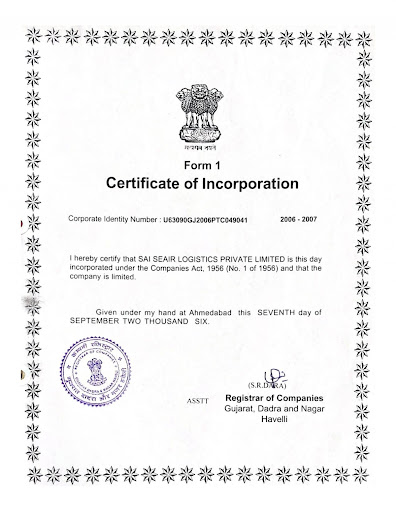 सत्यमेव जयते
Form 1
Certificate of Incorporation
Corporate Identity Number : U63090GJ2006PTC049041 2006 - 2007
I hereby certify that SAI SEAIR LOGISTICS PRIVATE LIMITED is this day
incorporated under the Companies Act, 1956 (No. 1 of 1956) and that the
company is limited.
Given under my hand at Ahmedabad this SEVENTH day of
SEPTEMBER TWO THOUSAND SIX.
(S.R.DARA)
ASSTT Registrar of Companies
Gujarat, Dadra and Nagar
Havelli